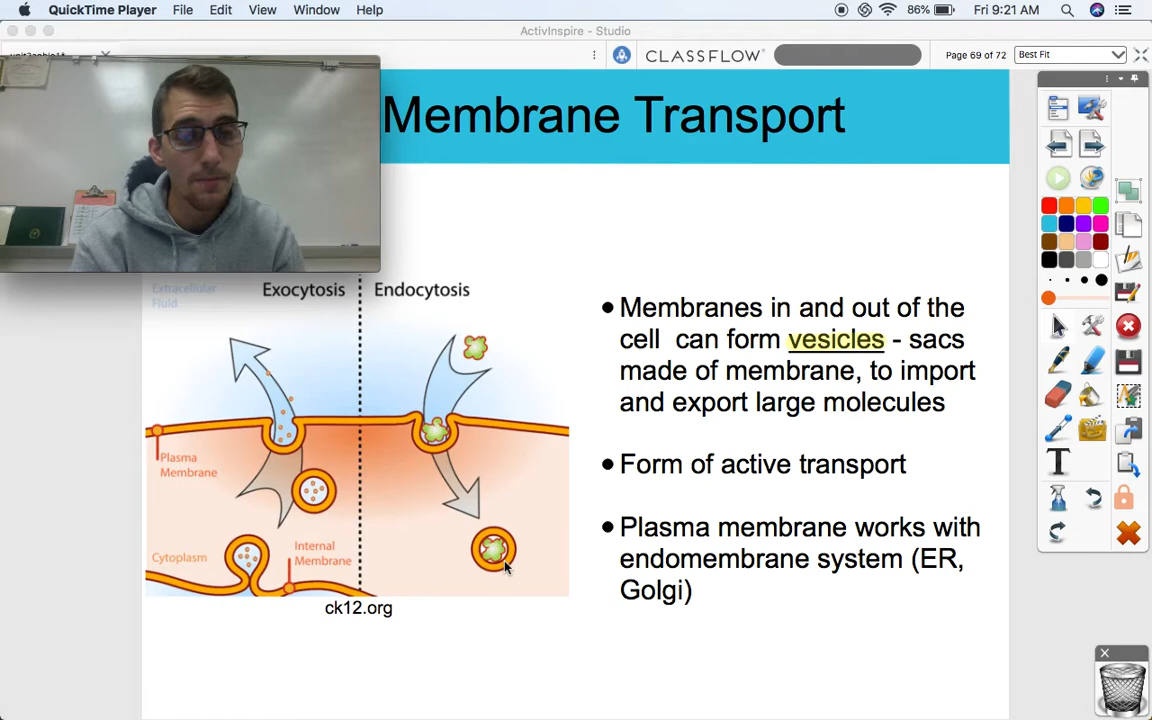 QuickTime Player File Edit View Window Help 86% Fri 9:21 AM
ActivInspire - Studio
CLASSFLOW
Page 69 of 72
Best Fit
Membrane Transport
Extracellular
Fluid
Exocytosis
Endocytosis
Plasma
Membrane
Cytoplasm
Internal
Membrane
ck12.org
•Membranes in and out of the
cell can form vesicles - sacs
made of membrane, to import
and export large molecules
•Form of active transport
•Plasma membrane works with
endomembrane system (ER,
Golgi)
T